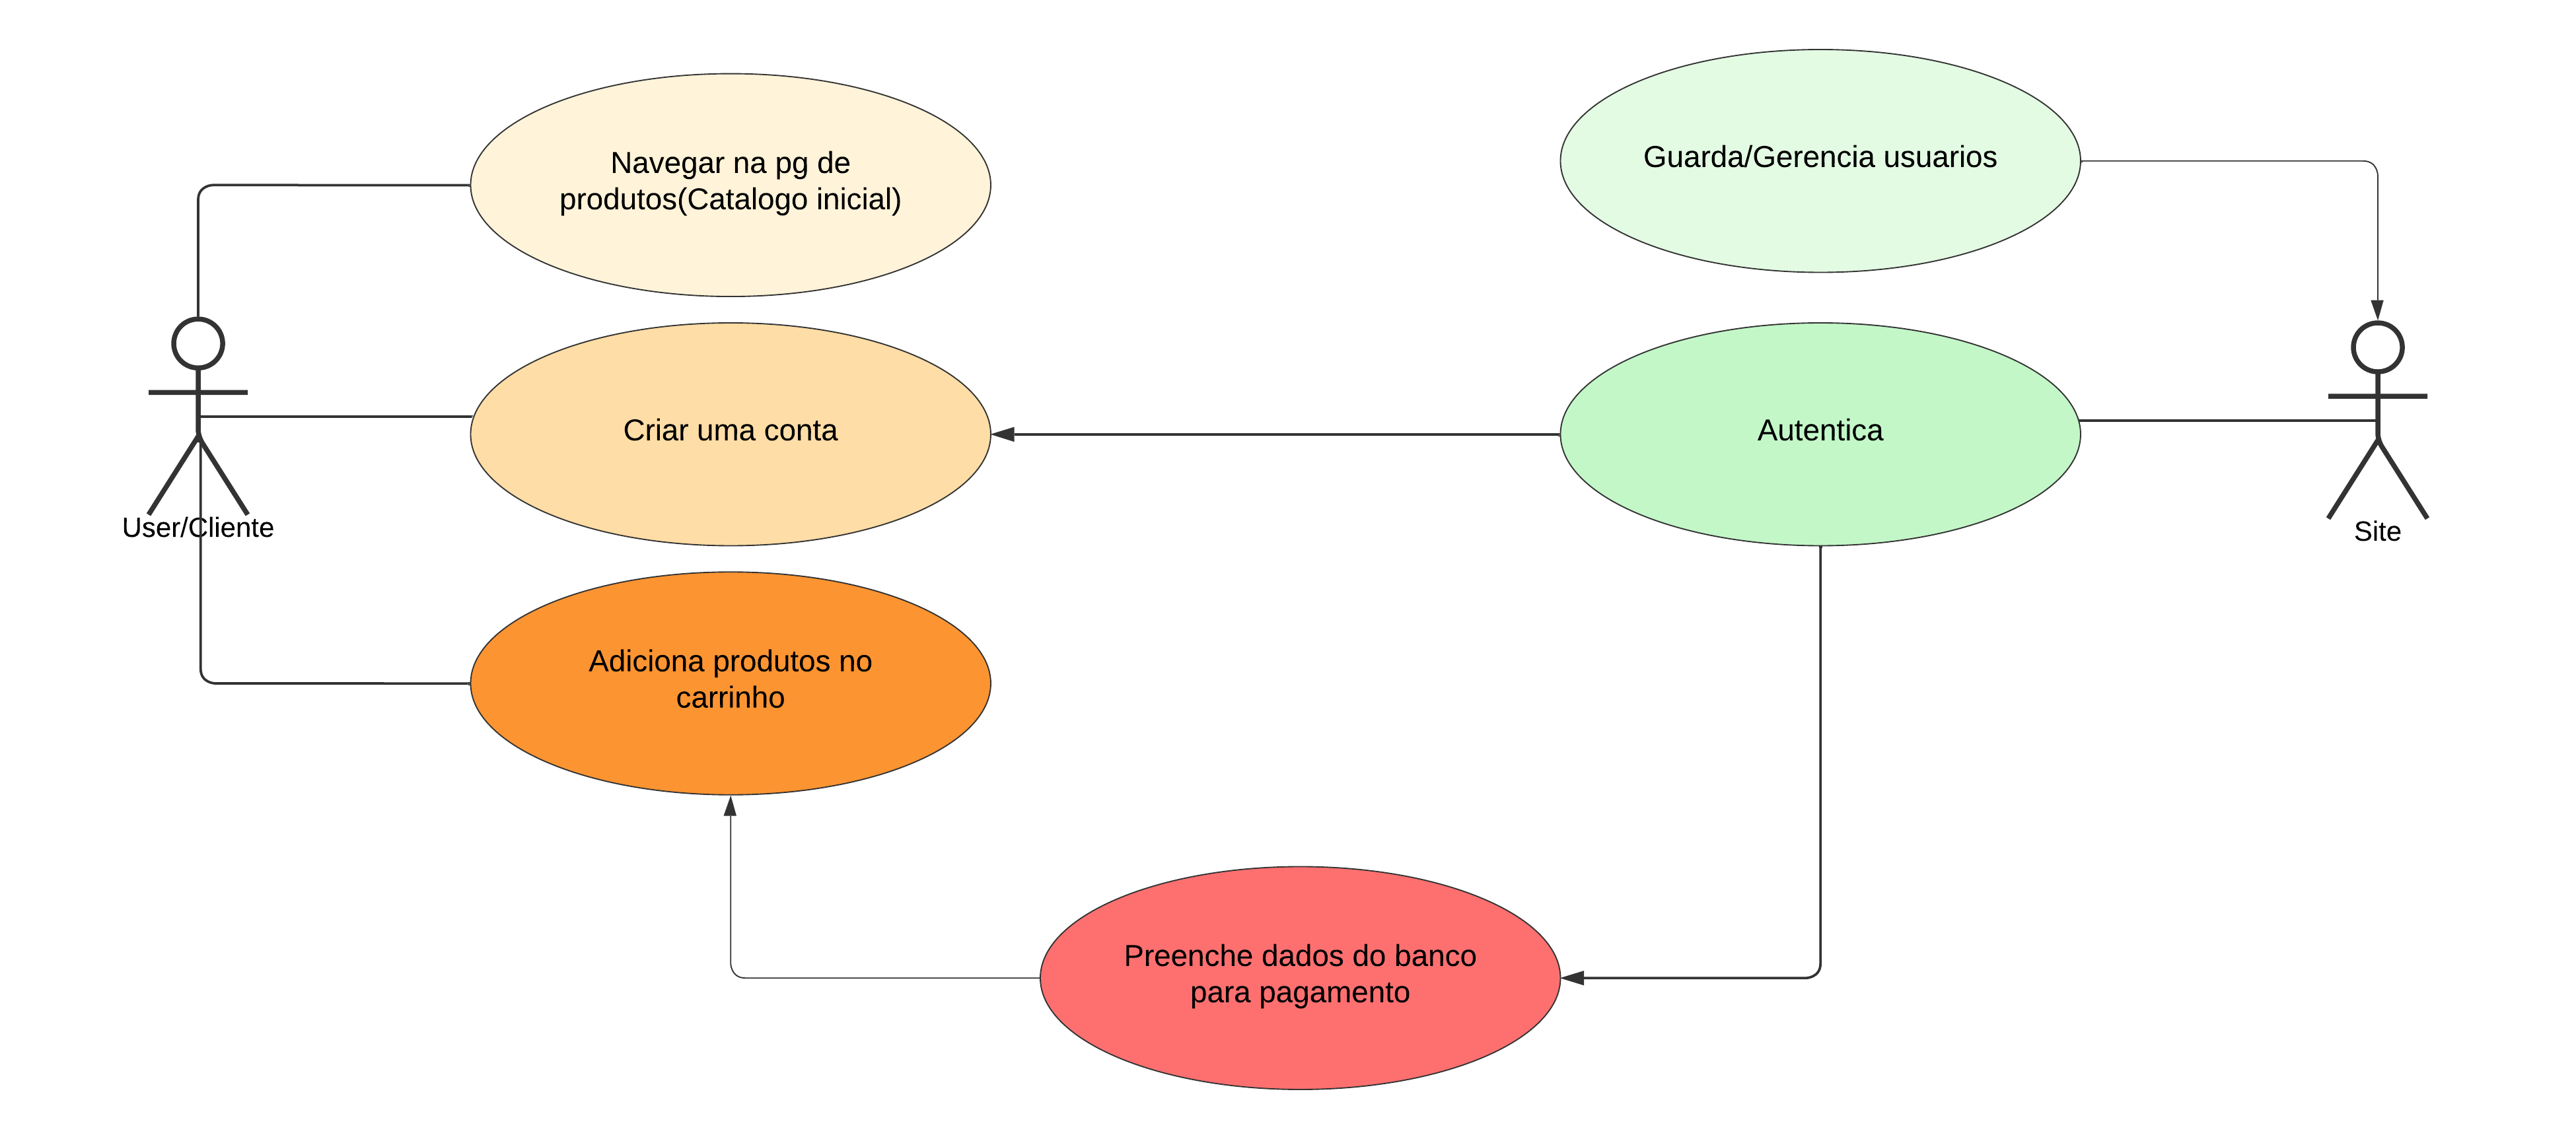 Navegar na pg de
produtos(Catalogo inicial)
Guarda/Gerencia usuarios
Criar uma conta
Autentica
User/Cliente
Site
Adiciona produtos no
carrinho
Preenche dados do banco
para pagamento